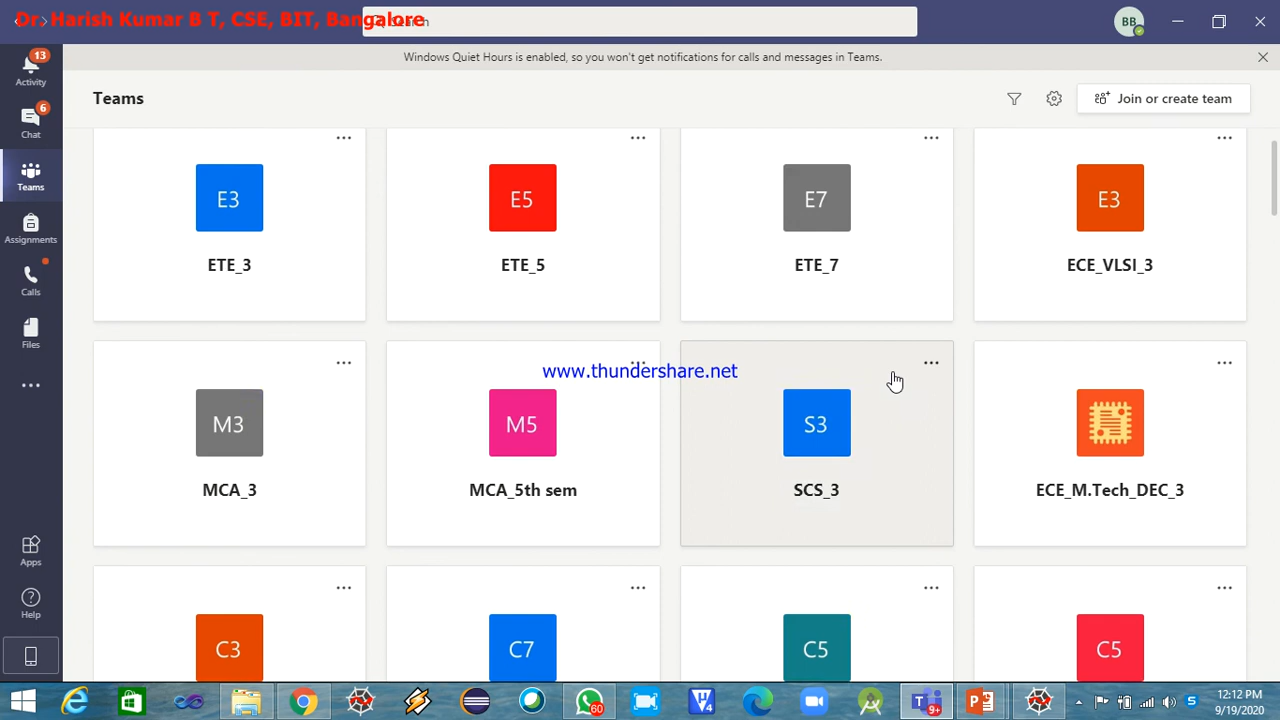 Dr. Harish Kumar B T, CSE, BIT, Bangalore
BB
Windows Quiet Hours is enabled, so you won't get notifications for calls and messages in Teams.
13
Activity
6
Chat
Teams
Assignments
Calls
Files
Apps
Help
Teams
Join or create team
E3
E5
E7
E3
ETE_3
ETE_5
ETE_7
ECE_VLSI_3
www.thundershare.net
M3
M5
S3
MCA_3
MCA_5th sem
SCS_3
ECE_M.Tech_DEC_3
C3
C7
C5
C5
60
V4
9+
12:12 PM
9/19/2020